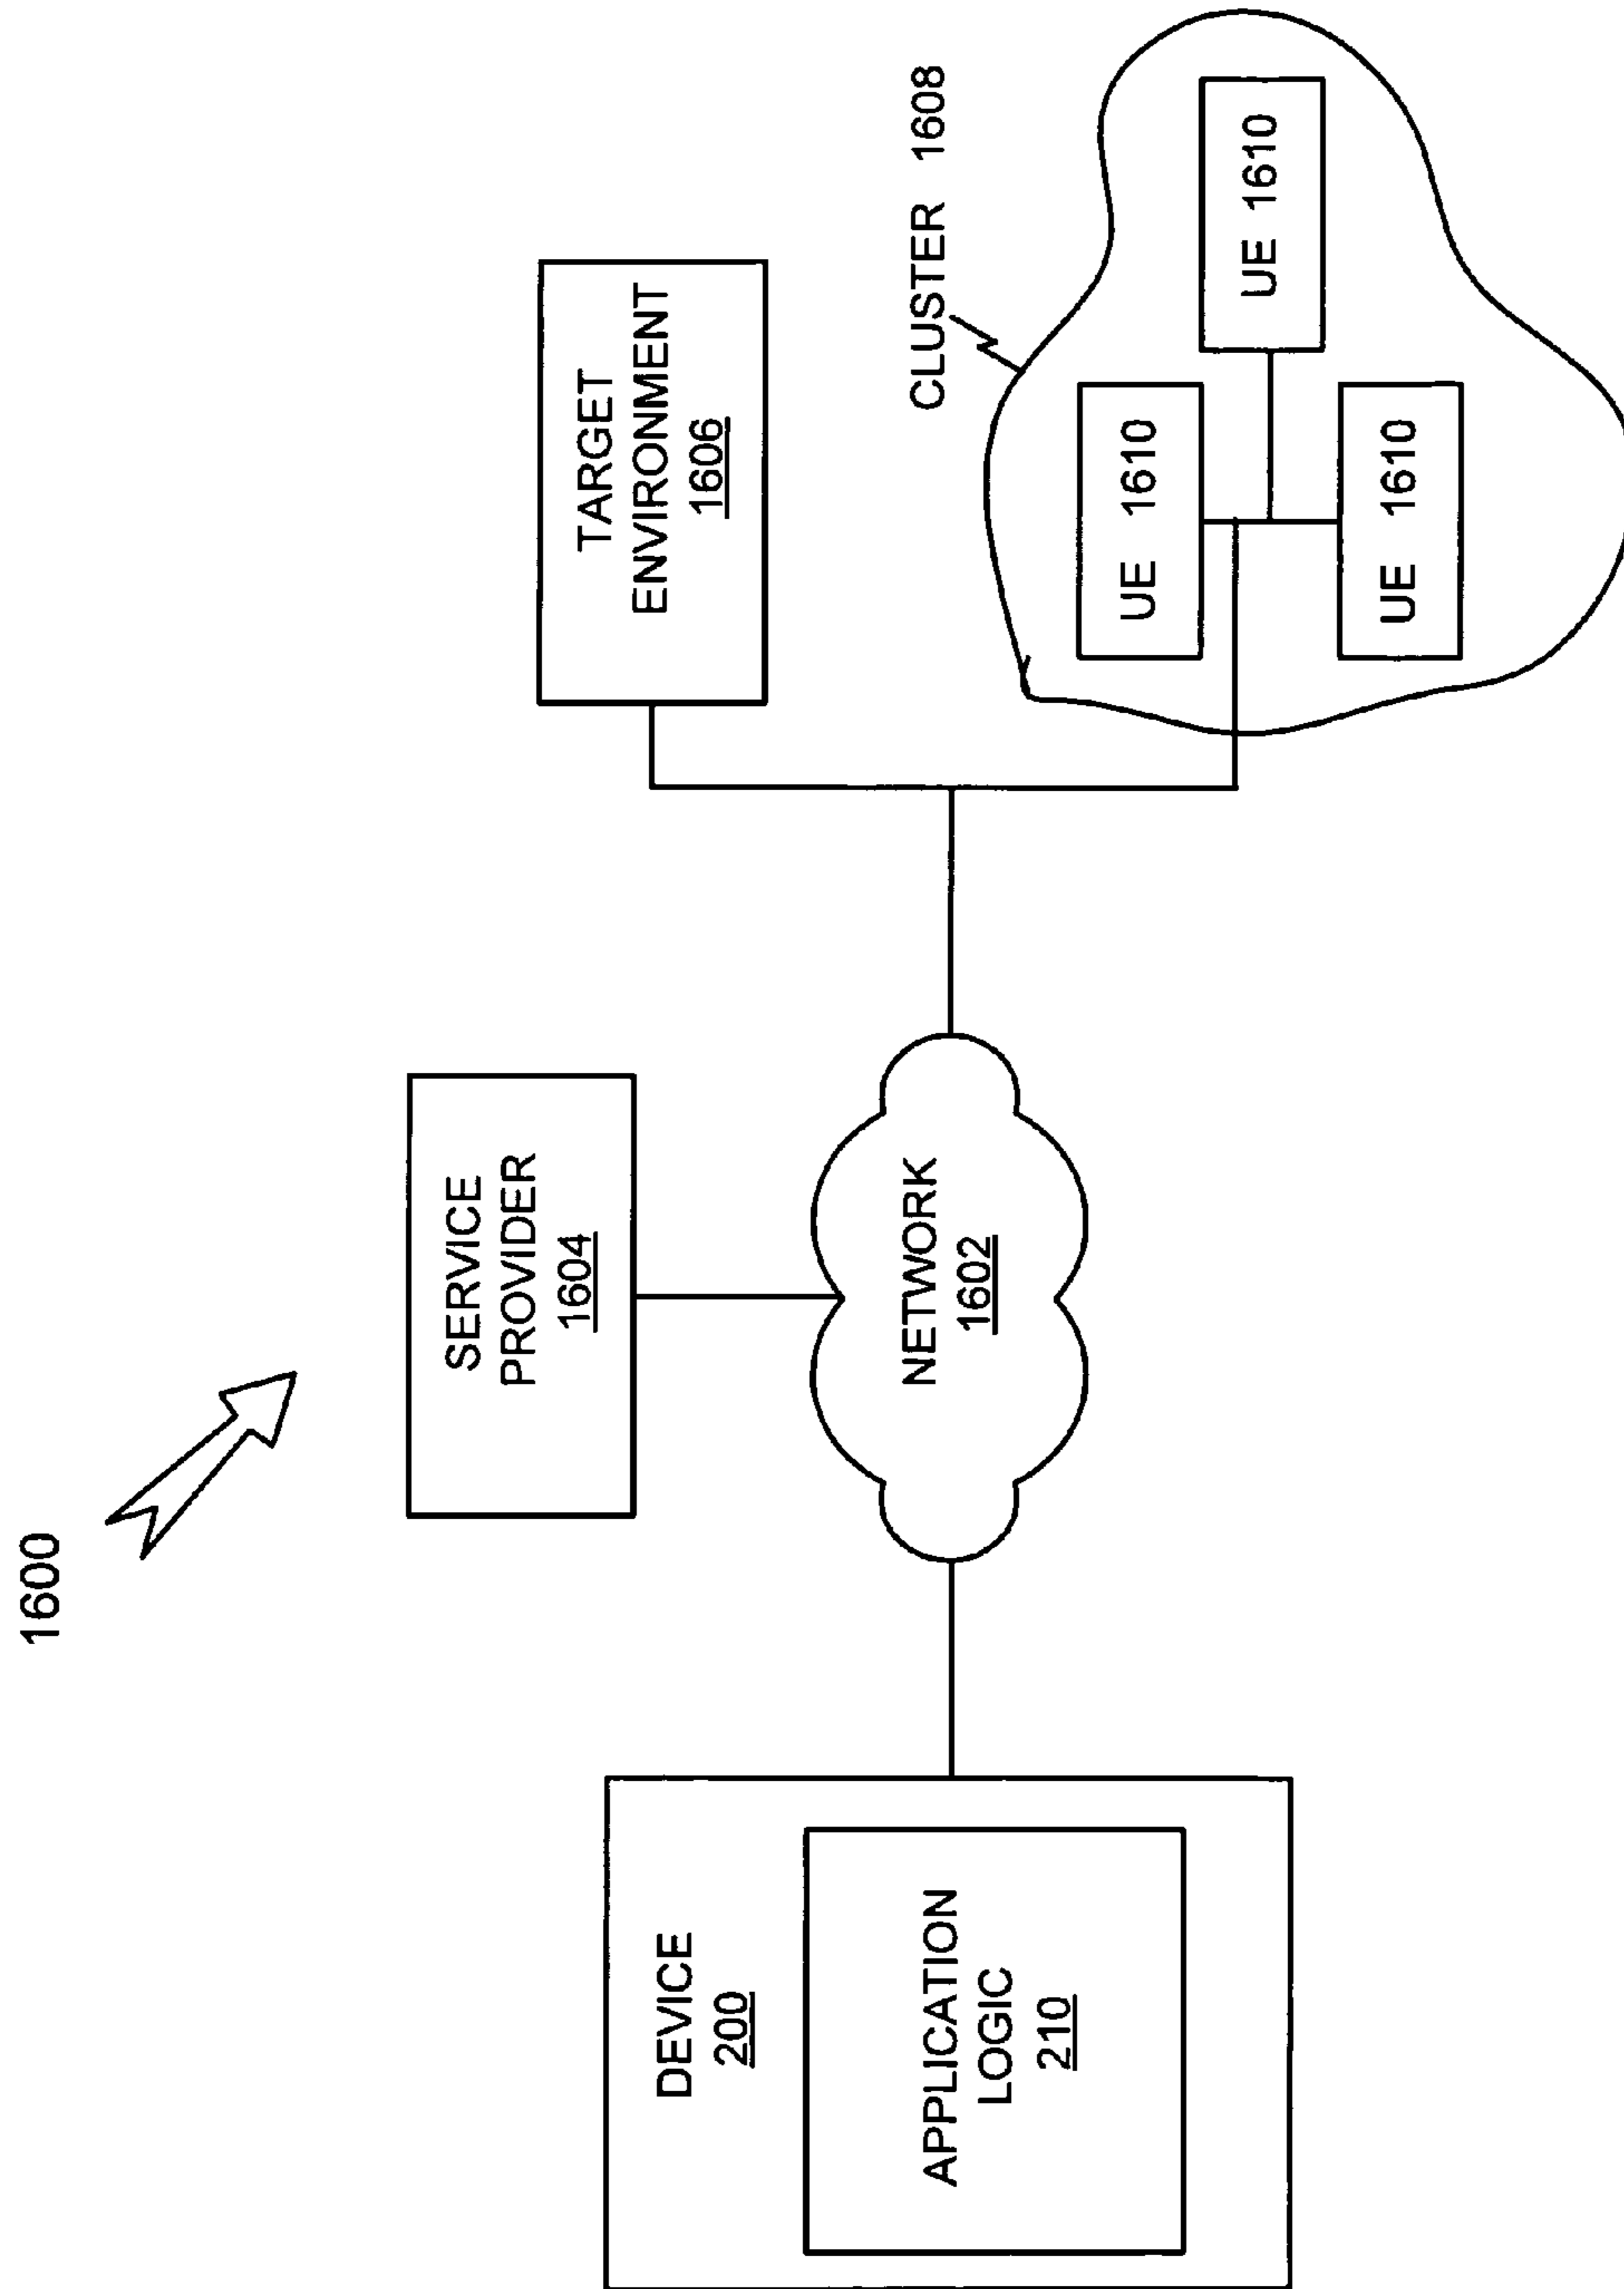 1600
SERVICE
PROVIDER
1604
TARGET
ENVIRONMENT
1606
DEVICE
200
APPLICATION
LOGIC
210
NETWORK
1602
CLUSTER 1608
UE 1610
UE 1610
UE 1610